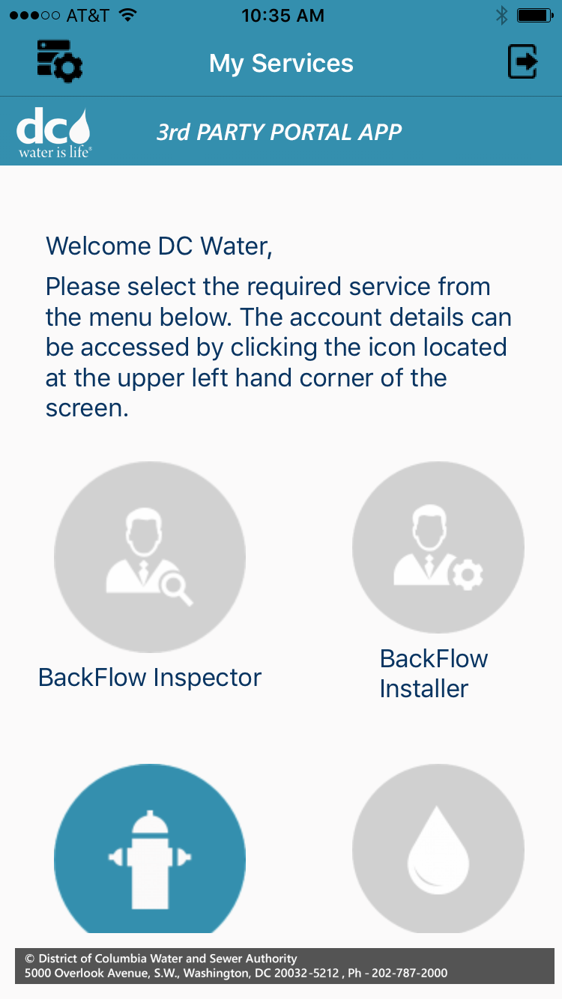 AT&T 10:35 AM
My Services
dc
water is life®
3rd PARTY PORTAL APP
Welcome DC Water,
Please select the required service from
the menu below. The account details can
be accessed by clicking the icon located
at the upper left hand corner of the
screen.
BackFlow Inspector
BackFlow
Installer
© District of Columbia Water and Sewer Authority
5000 Overlook Avenue, S.W., Washington, DC 20032-5212 , Ph - 202-787-2000